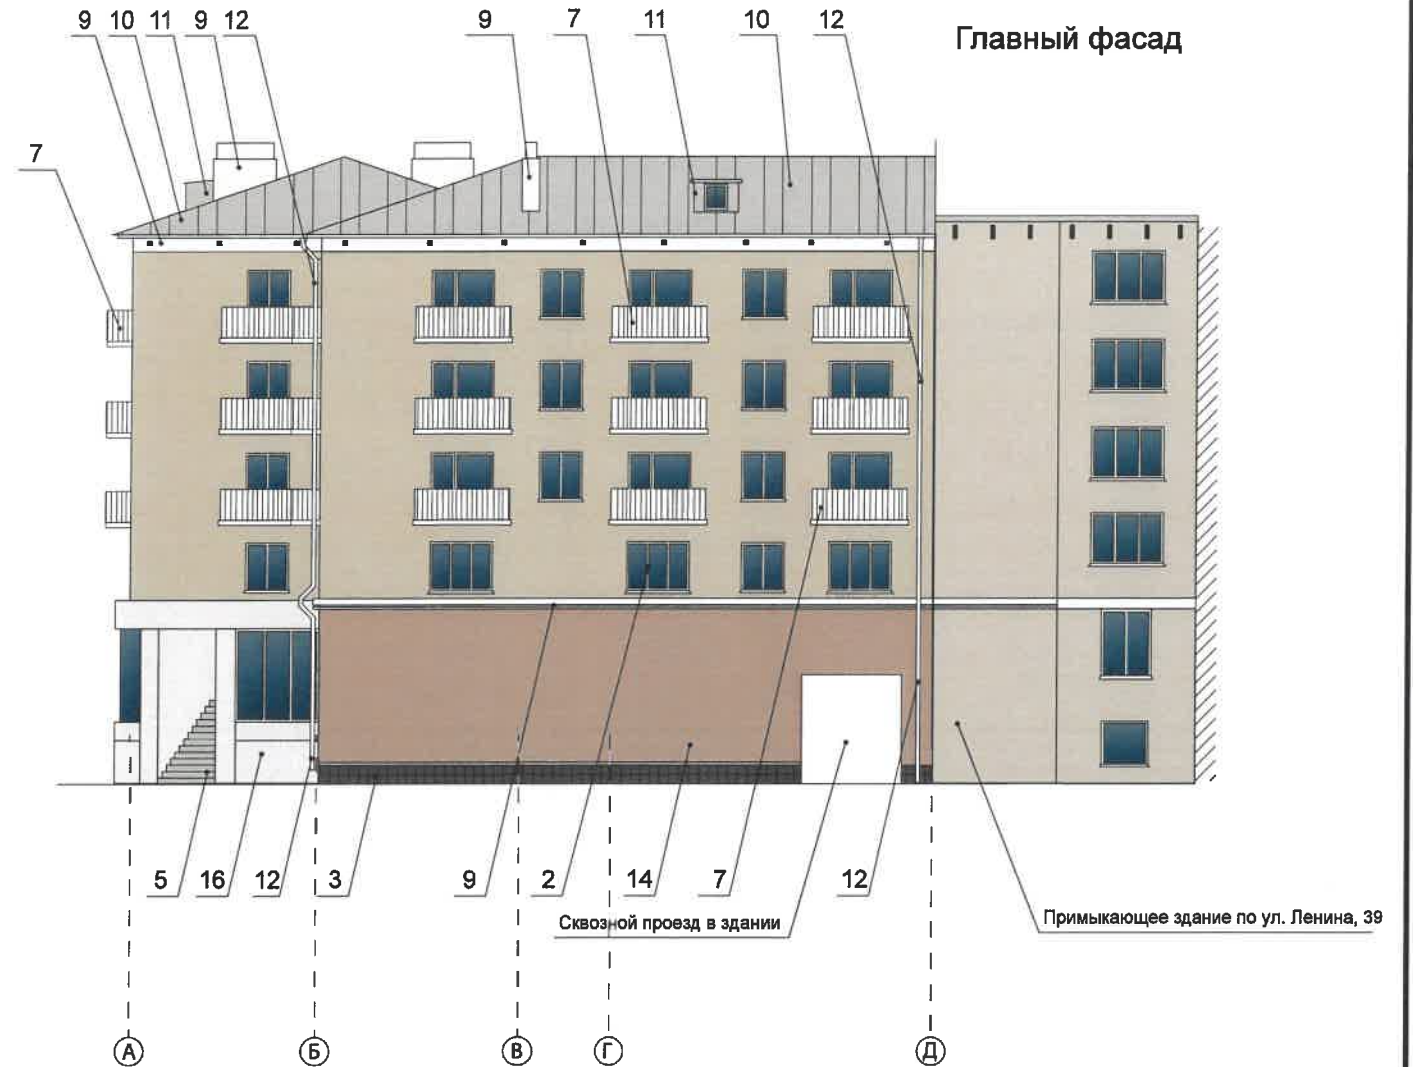 9 10 11 9 12 9 7 11 10 12
Главный фасад
7
5 16 12 3 9 2 14 7 12
Сквозной проезд в здании
Примыкающее здание по ул. Ленина, 39
А Б В Г Д